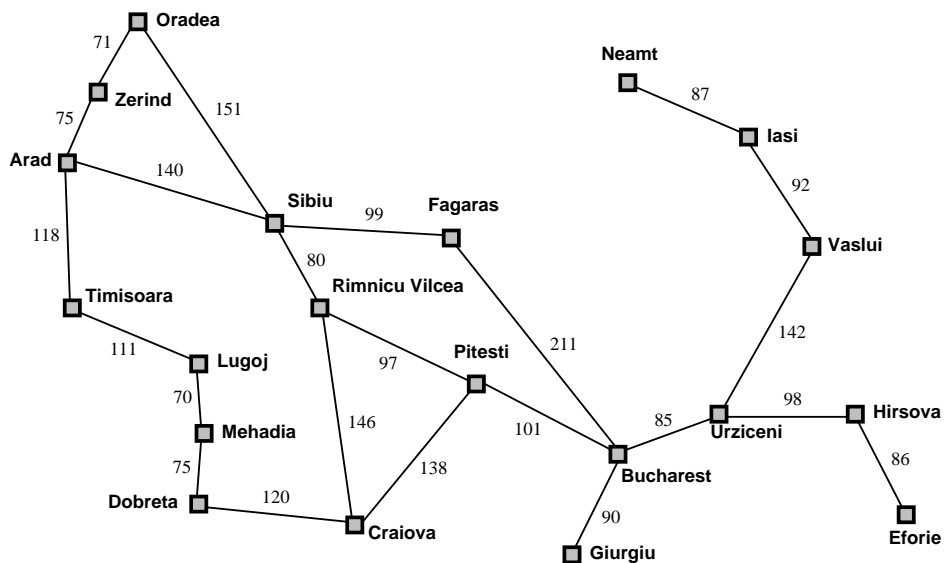 Oradea
71
Neamt
Zerind
87
75
151
Iasi
Arad
140
92
Sibiu
Fagaras
99
118
Vaslui
80
Timisoara
Rimnicu Vilcea
142
111
Pitesti
211
Lugoj
97
70
98
Hirsova
Mehadia
146
101
85
Urziceni
86
75
138
Bucharest
Dobreta
120
90
Craiova
Eforie
Giurgiu